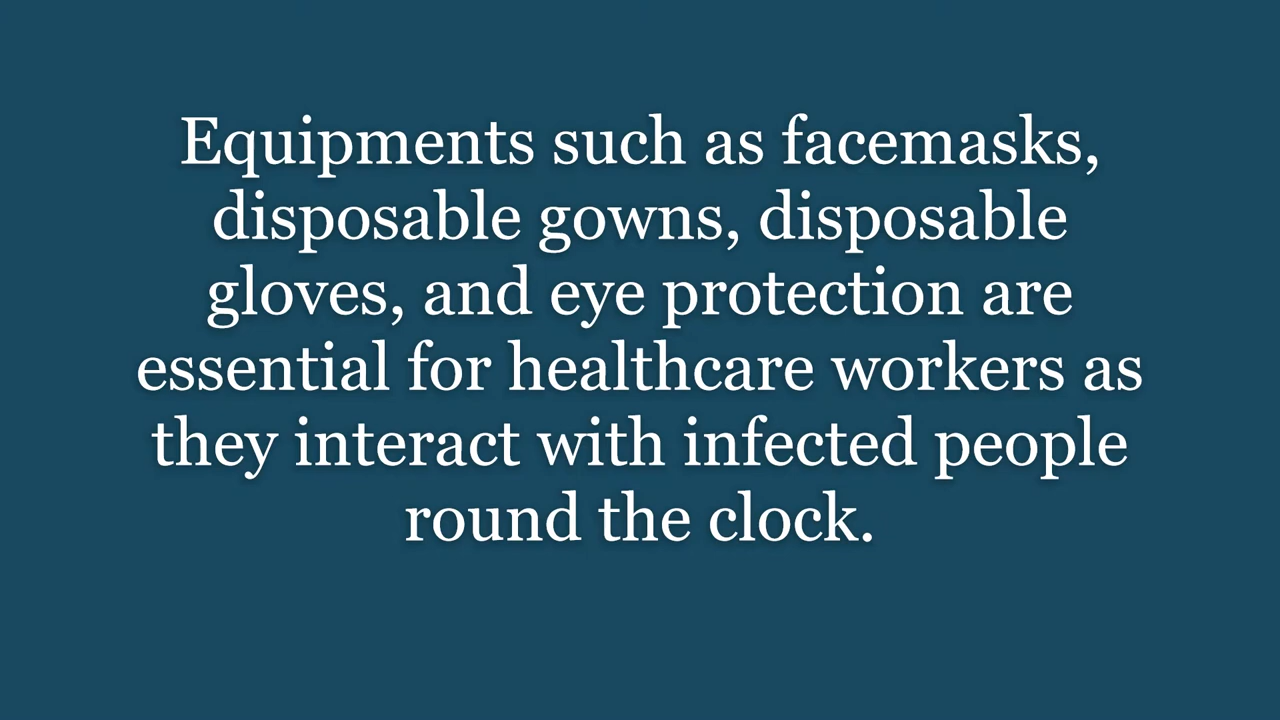 Equipments such as facemasks,
disposable gowns, disposable
gloves, and eye protection are
essential for healthcare workers as
they interact with infected people
round the clock.